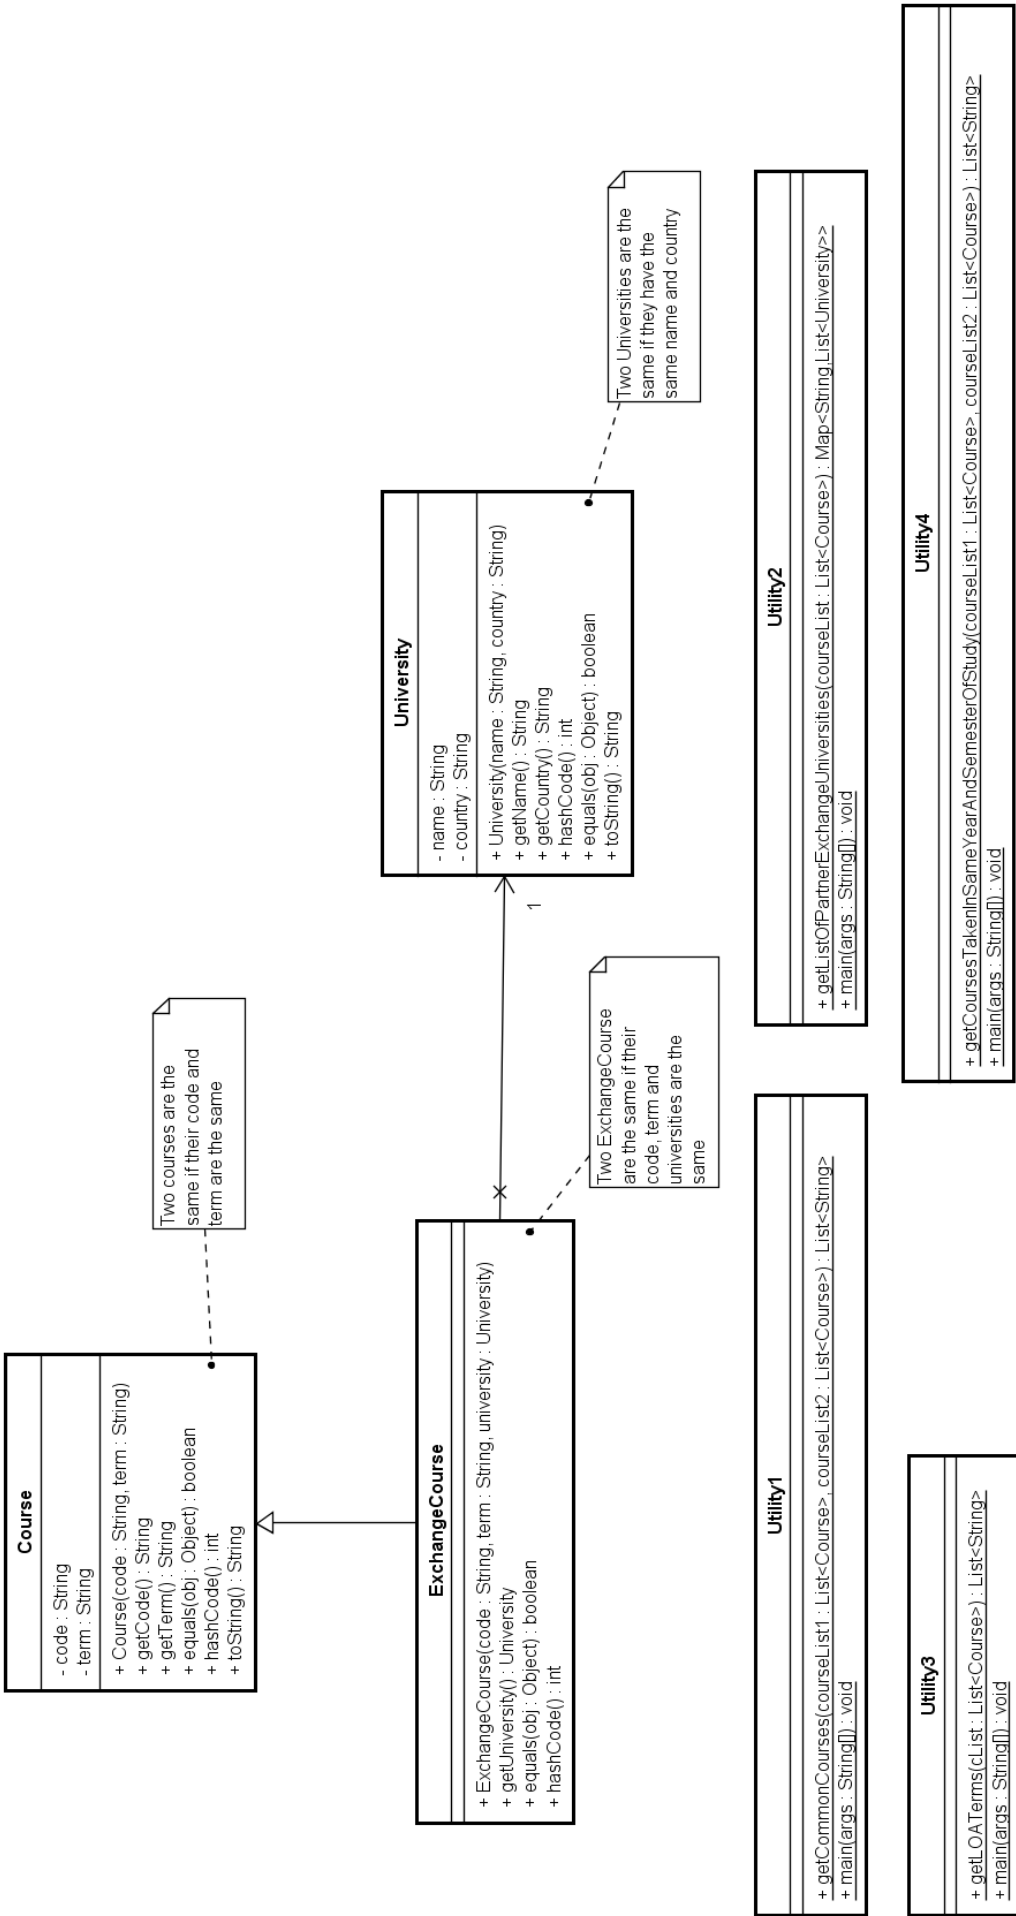 Course
- code : String
- term : String
+ Course(code : String, term : String)
+ getCode() : String
+ getTerm() : String
+ equals(obj : Object) : boolean
+ hashCode() : int
+ toString() : String
Two courses are the
same if their code and
term are the same
ExchangeCourse
+ ExchangeCourse(code : String, term : String, university : University)
+ getUniversity() : University
+ equals(obj : Object) : boolean
+ hashCode() : int
Two ExchangeCourse
are the same if their
code, term and
universities are the
same
1
University
- name : String
- country : String
+ University(name : String, country : String)
+ getName() : String
+ getCountry() : String
+ hashCode() : int
+ equals(obj : Object) : boolean
+ toString() : String
Two Universities are the
same if they have the
same name and country
Utility1
+ getCommonCourses(courseList1 : List<Course>, courseList2 : List<Course>) : List<String>
+ main(args : String[]) : void
Utility2
+ getListOfPartnerExchangeUniversities(courseList : List<Course>) : Map<String,List<University>>
+ main(args : String[]) : void
Utility3
+ getLOATerms(cList : List<Course>) : List<String>
+ main(args : String[]) : void
Utility4
+ getCoursesTakenInSameYearAndSemesterOfStudy(courseList1 : List<Course>, courseList2 : List<Course>) : List<String>
+ main(args : String[]) : void